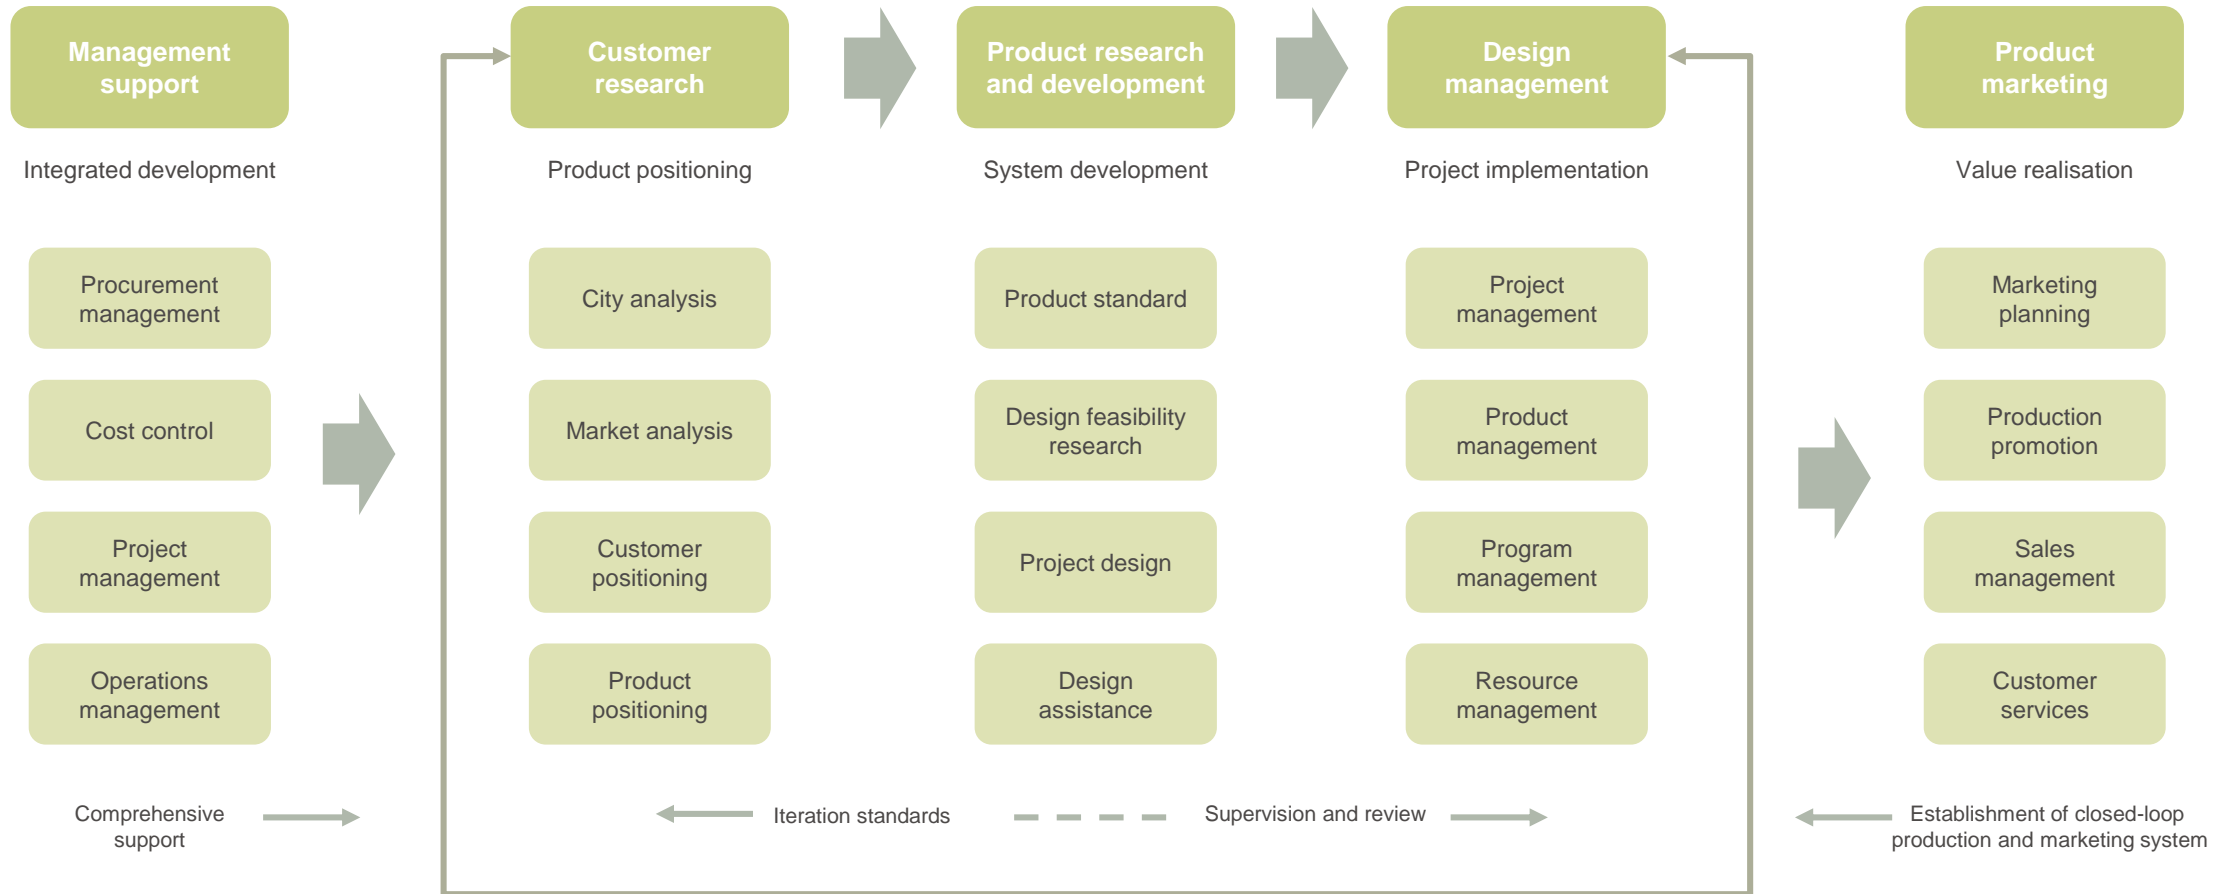 Management
support
Customer
research
Product research
and development
Design
management
Product
marketing
Integrated development
Product positioning
System development
Project implementation
Value realisation
Procurement
management
City analysis
Product standard
Project
management
Marketing
planning
Cost control
Market analysis
Design feasibility
research
Product
management
Production
promotion
Project
management
Customer
positioning
Project design
Program
management
Sales
management
Operations
management
Product
positioning
Design
assistance
Resource
management
Customer
services
Comprehensive
support
Iteration standards
Supervision and review
Establishment of closed-loop
production and marketing system